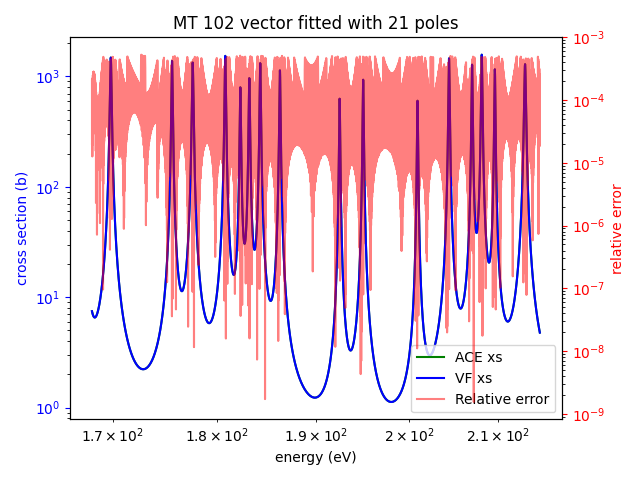 MT 102 vector fitted with 21 poles
cross section (b)
10³
10²
10¹
10⁰
10⁻³
10⁻⁴
10⁻⁵
10⁻⁶
10⁻⁷
10⁻⁸
10⁻⁹
relative error
ACE xs
VF xs
Relative error
1.7 × 10² 1.8 × 10² 1.9 × 10² 2 × 10² 2.1 × 10²
energy (eV)